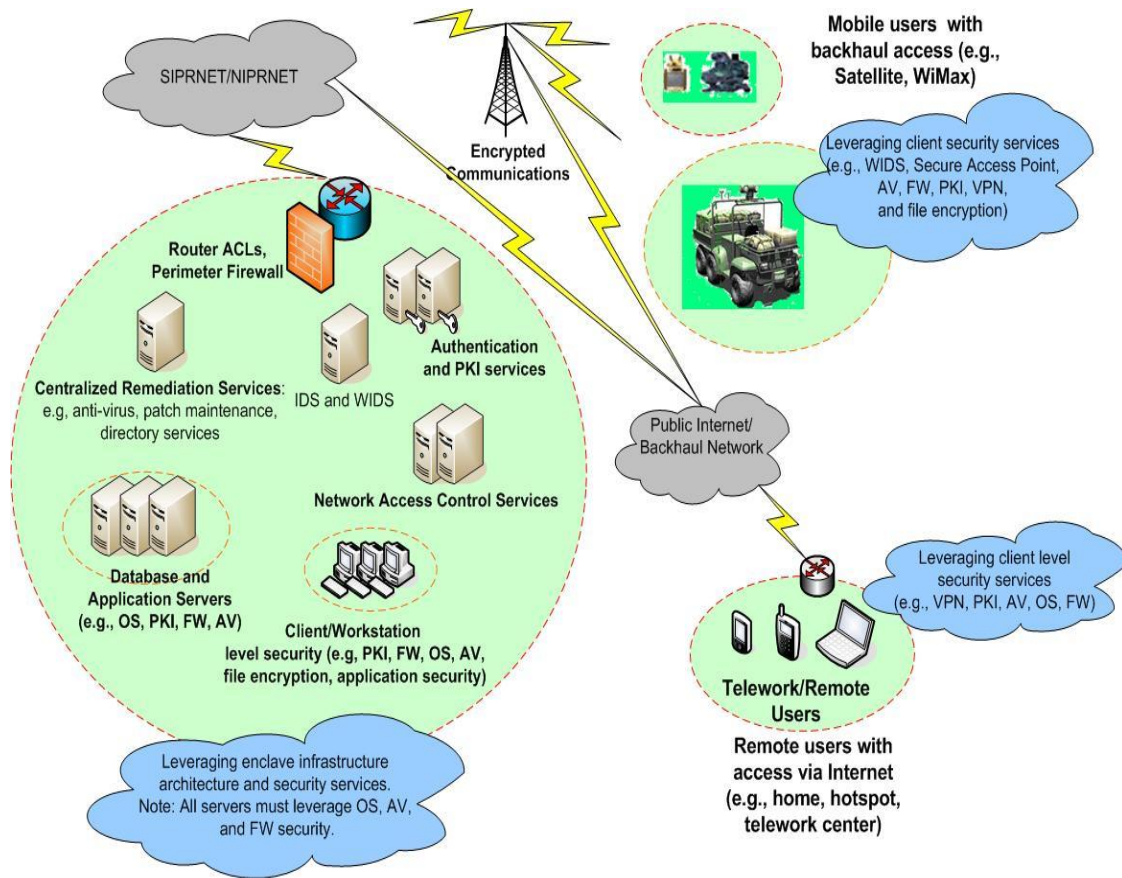 SIPRNET/NIPRNET
Encrypted
Communications
Mobile users with
backhaul access (e.g.,
Satellite, WiMax)
Leveraging client security services
(e.g., WIDS, Secure Access Point,
AV, FW, PKI, VPN,
and file encryption)
Router ACLs,
Perimeter Firewall
Authentication
and PKI services
Centralized Remediation Services:
e.g, anti-virus, patch maintenance,
directory services
IDS and WIDS
Network Access Control Services
Public Internet/
Backhaul Network
Database and
Application Servers
(e.g., OS, PKI, FW, AV)
Client/Workstation
level security (e.g, PKI, FW, OS, AV,
file encryption, application security)
Leveraging client level
security services
(e.g., VPN, PKI, AV, OS, FW)
Telework/Remote
Users
Remote users with
access via Internet
(e.g., home, hotspot,
telework center)
Leveraging enclave infrastructure
architecture and security services.
Note: All servers must leverage OS, AV,
and FW security.